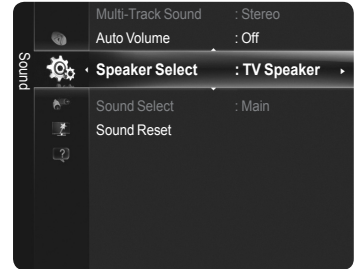 Sound
Multi-Track Sound : Stereo
Auto Volume : Off
Speaker Select : TV Speaker
Sound Select : Main
Sound Reset